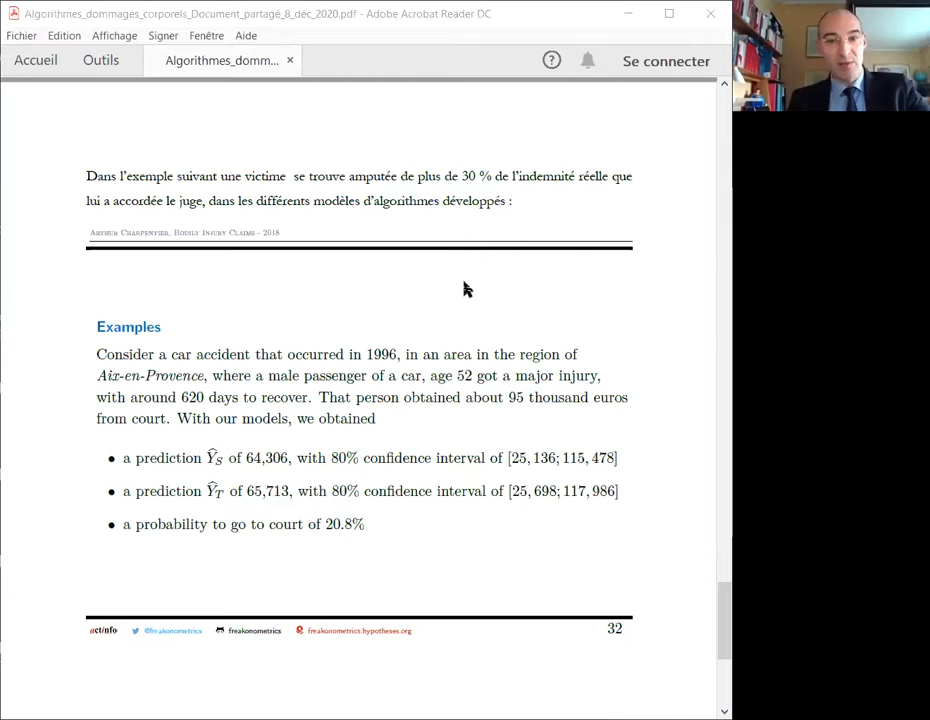 Algorithmes_dommages_corporels_Document_partagé_8_déc_2020.pdf - Adobe Acrobat Reader DC
Fichier Edition Affichage Signer Fenêtre Aide
Accueil Outils Algorithmes_domm... × ? Se connecter
Dans l'exemple suivant une victime se trouve amputée de plus de 30 % de l'indemnité réelle que
lui a accordée le juge, dans les différents modèles d'algorithmes développés :
Arthur Charpentier, Bodily Injury Claims - 2018
Examples
Consider a car accident that occurred in 1996, in an area in the region of
Aix-en-Provence, where a male passenger of a car, age 52 got a major injury,
with around 620 days to recover. That person obtained about 95 thousand euros
from court. With our models, we obtained
• a prediction Ŷ_S of 64,306, with 80% confidence interval of [25, 136; 115, 478]
• a prediction Ŷ_T of 65,713, with 80% confidence interval of [25, 698; 117, 986]
• a probability to go to court of 20.8%
actinfo @freakonometrics freakonometrics freakonometrics.hypotheses.org 32